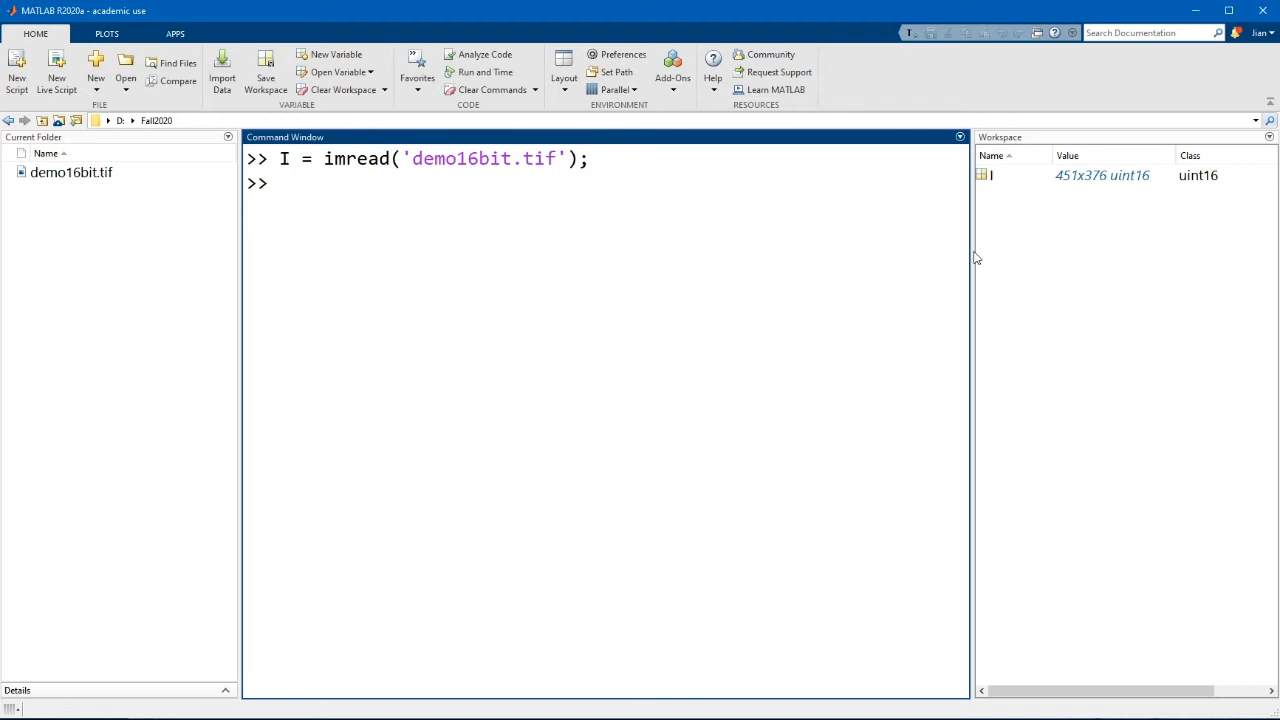 MATLAB R2020a - academic use
HOME PLOTS APPS
Search Documentation Jian
New Script
New Live Script
New
Open
Find Files
Compare
FILE
Import Data
Save Workspace
New Variable
Open Variable
Clear Workspace
VARIABLE
Favorites
Analyze Code
Run and Time
Clear Commands
CODE
Layout
Preferences
Set Path
Parallel
Add-Ons
ENVIRONMENT
Help
Community
Request Support
Learn MATLAB
RESOURCES
D: Fall2020
Current Folder
Name
demo16bit.tif
Details
Command Window
>> I = imread('demo16bit.tif');
>>
Workspace
Name Value Class
I 451x376 uint16 uint16